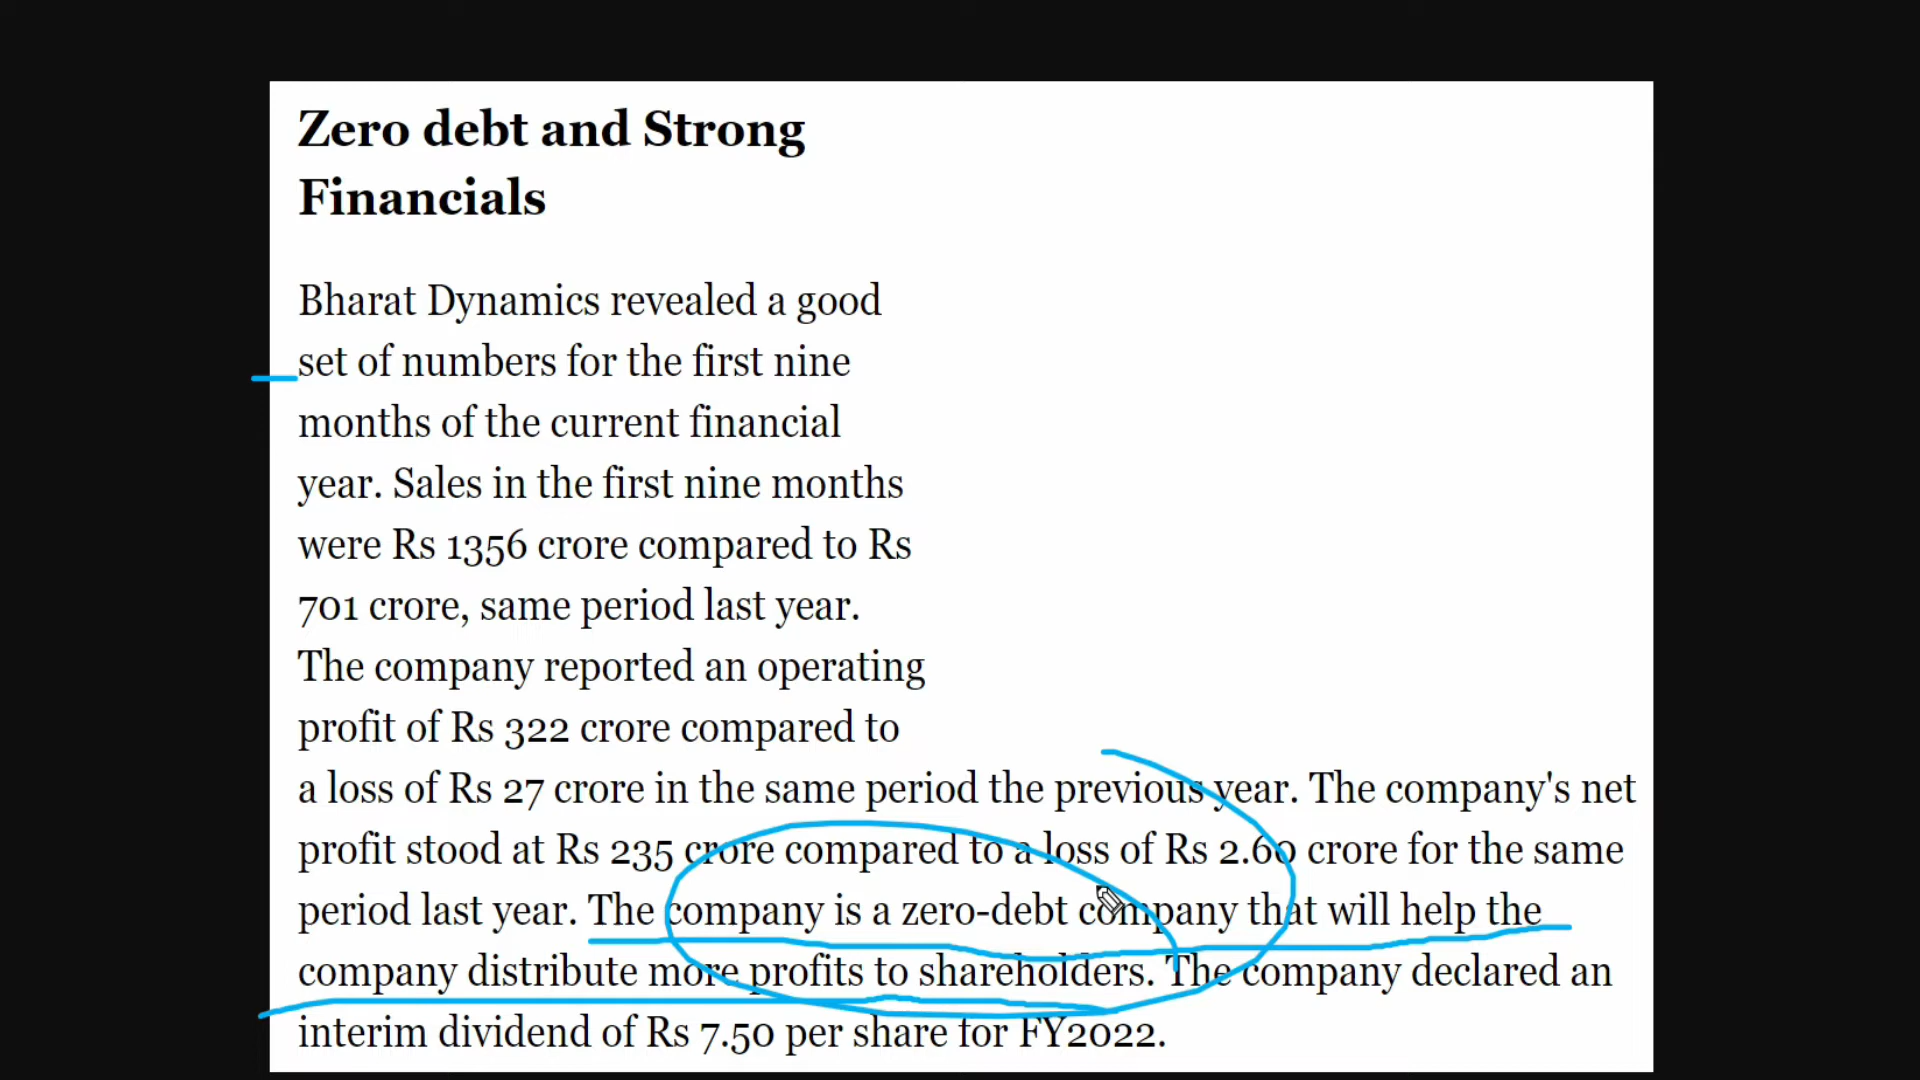 Zero debt and Strong
Financials
Bharat Dynamics revealed a good
set of numbers for the first nine
months of the current financial
year. Sales in the first nine months
were Rs 1356 crore compared to Rs
701 crore, same period last year.
The company reported an operating
profit of Rs 322 crore compared to
a loss of Rs 27 crore in the same period the previous year. The company's net
profit stood at Rs 235 crore compared to a loss of Rs 2.60 crore for the same
period last year. The company is a zero-debt company that will help the
company distribute more profits to shareholders. The company declared an
interim dividend of Rs 7.50 per share for FY2022.